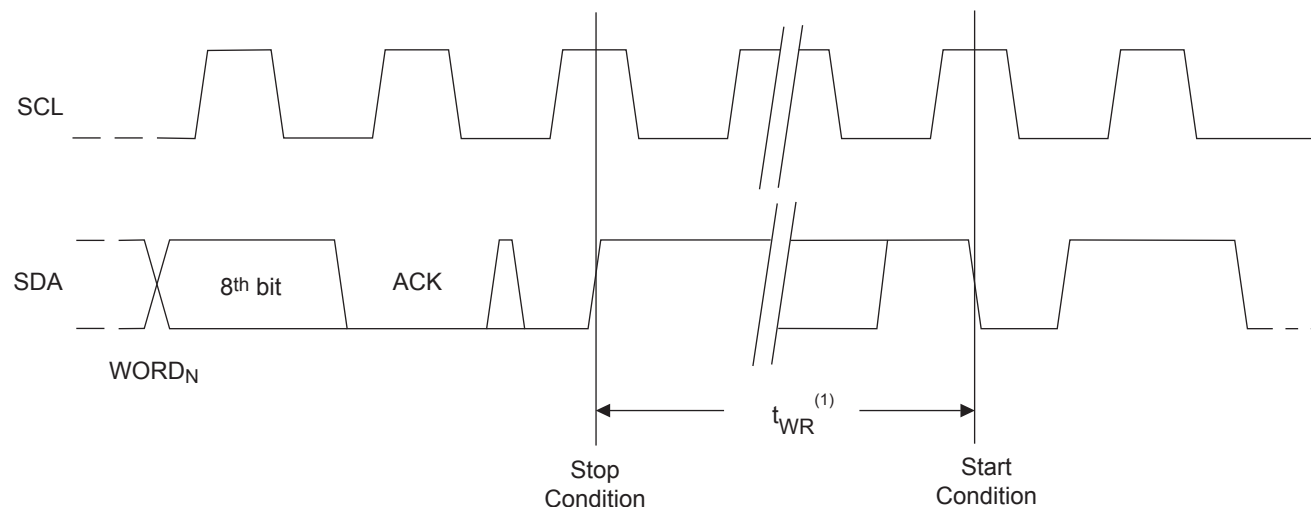 SCL
SDA
8th bit
ACK
WORDN
tWR(1)
Stop
Condition
Start
Condition